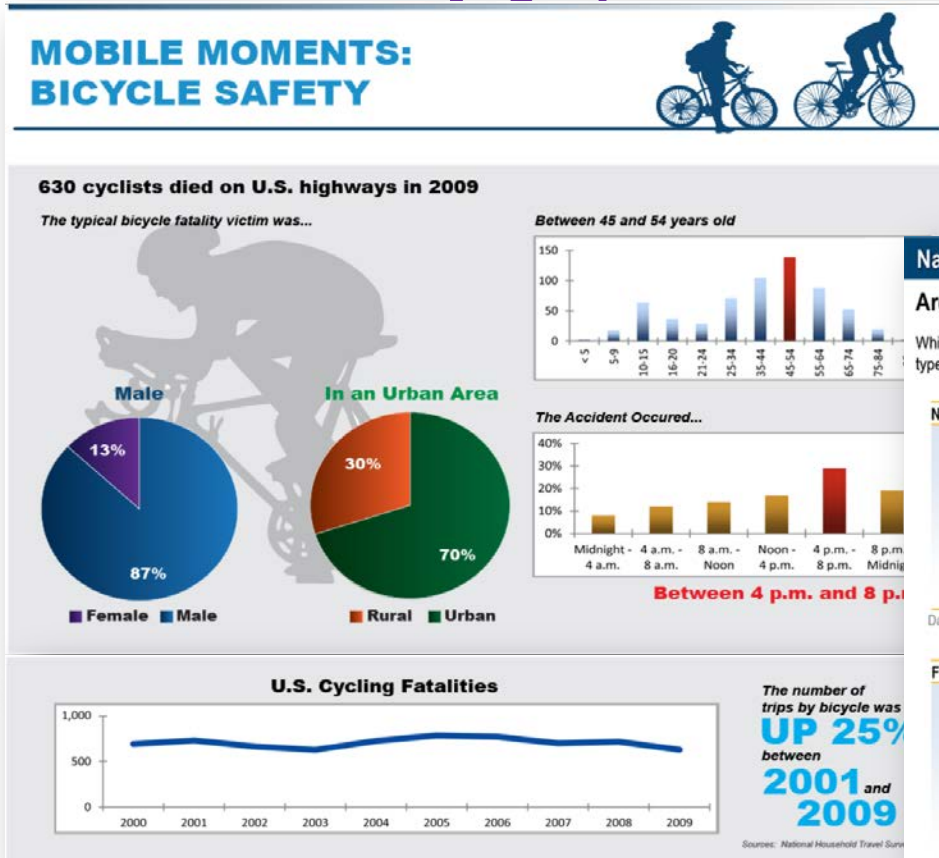 MOBILE MOMENTS:
BICYCLE SAFETY
630 cyclists died on U.S. highways in 2009
The typical bicycle fatality victim was...
Male
13%
87%
Female Male
In an Urban Area
30%
70%
Rural Urban
Between 45 and 54 years old
150
100
50
0
< 5
5-9
10-15
16-20
21-24
25-34
35-44
45-54
55-64
65-74
75-84
The Accident Occured...
40%
30%
20%
10%
0%
Midnight - 4 a.m. - 8 a.m. - Noon - 4 p.m. - 8 p.m.
4 a.m. 8 a.m. Noon 4 p.m. 8 p.m.
Between 4 p.m. and 8 p.
U.S. Cycling Fatalities
1,000
500
0
2000 2001 2002 2003 2004 2005 2006 2007 2008 2009
The number of
trips by bicycle was
UP 25%
between
2001 and
2009
Sources: National Household Travel